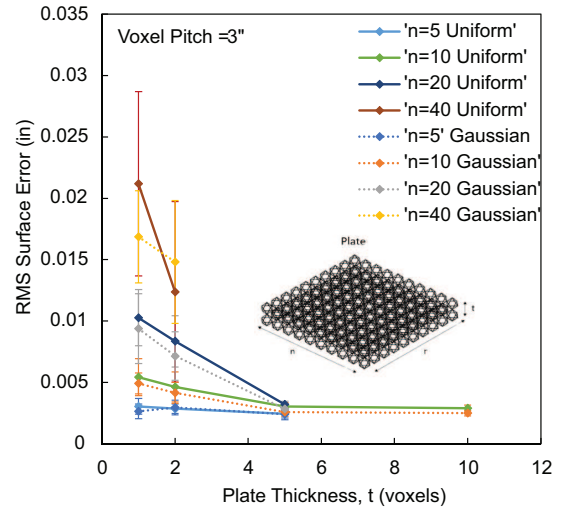 0.035
0.03
0.025
0.02
0.015
0.01
0.005
0
RMS Surface Error (in)
Voxel Pitch =3"
'n=5 Uniform'
'n=10 Uniform'
'n=20 Uniform'
'n=40 Uniform'
'n=5' Gaussian
'n=10 Gaussian'
'n=20 Gaussian'
'n=40 Gaussian'
Plate
t
n
r
0 2 4 6 8 10 12
Plate Thickness, t (voxels)